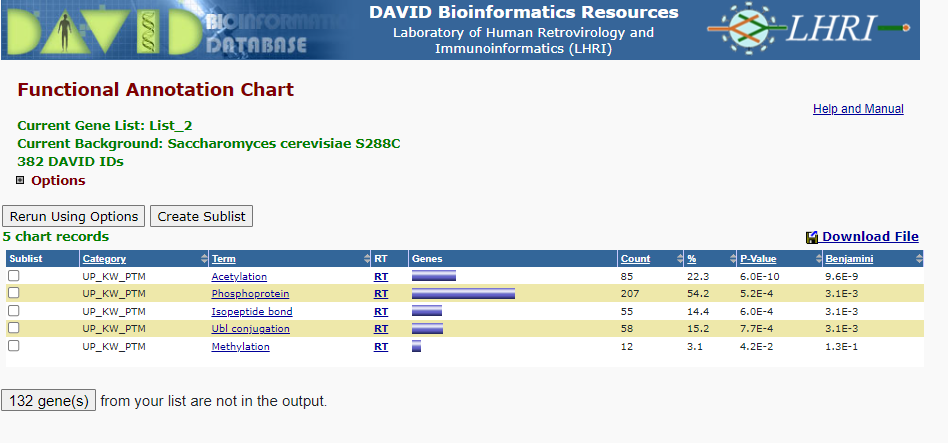 DAVID BIOINFORMATICS DATABASE
DAVID Bioinformatics Resources
Laboratory of Human Retrovirology and
Immunoinformatics (LHRI)
LHRI
Functional Annotation Chart
Help and Manual
Current Gene List: List_2
Current Background: Saccharomyces cerevisiae S288C
382 DAVID IDs
Options
Rerun Using Options Create Sublist
5 chart records Download File
Sublist Category Term RT Genes Count % P-Value Benjamini
UP_KW_PTM Acetylation RT 85 22.3 6.0E-10 9.6E-9
UP_KW_PTM Phosphoprotein RT 207 54.2 5.2E-4 3.1E-3
UP_KW_PTM Isopeptide bond RT 55 14.4 6.0E-4 3.1E-3
UP_KW_PTM Ubl conjugation RT 58 15.2 7.7E-4 3.1E-3
UP_KW_PTM Methylation RT 12 3.1 4.2E-2 1.3E-1
132 gene(s) from your list are not in the output.